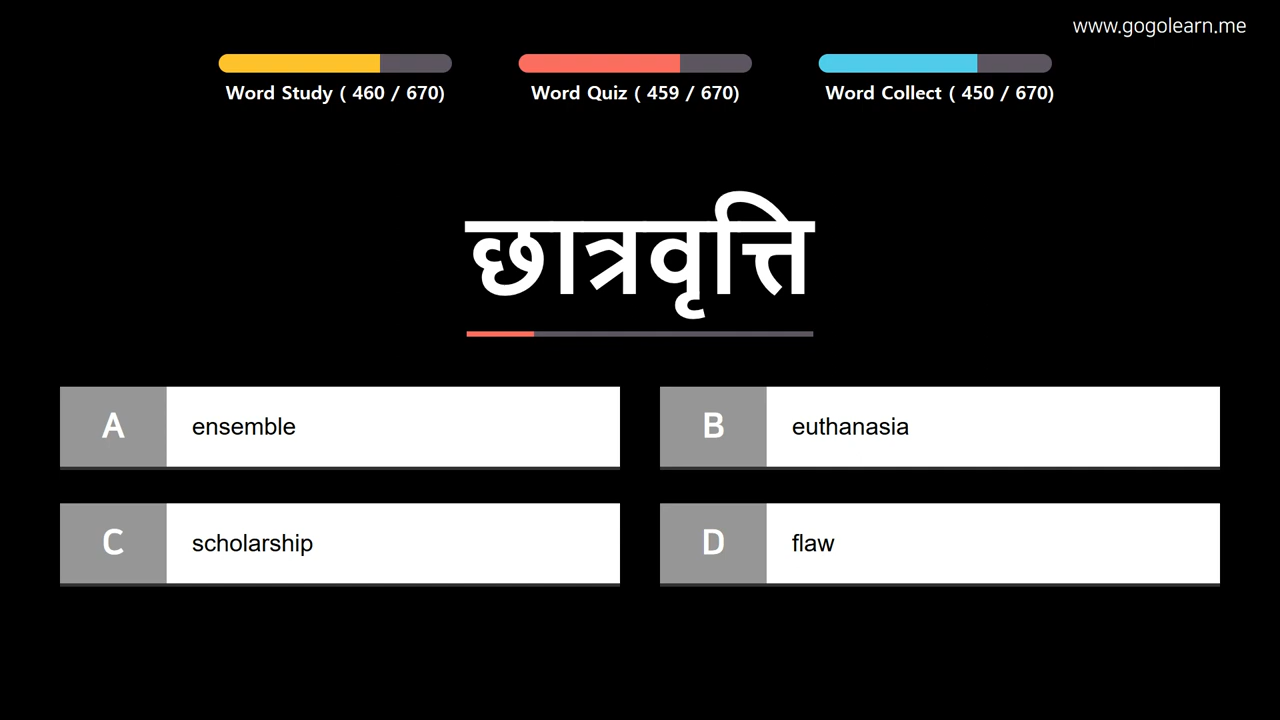 www.gogolearn.me
Word Study ( 460 / 670)
Word Quiz ( 459 / 670)
Word Collect ( 450 / 670)
छात्रवृत्ति
A ensemble
B euthanasia
C scholarship
D flaw